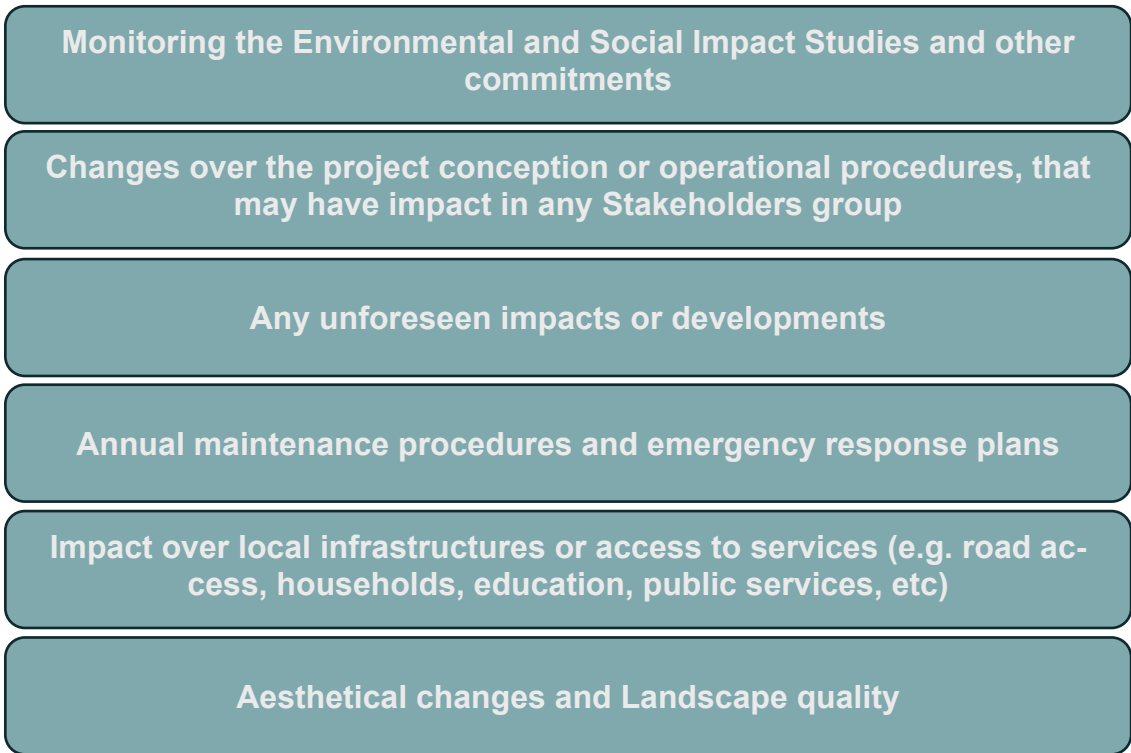 Monitoring the Environmental and Social Impact Studies and other
commitments
Changes over the project conception or operational procedures, that
may have impact in any Stakeholders group
Any unforeseen impacts or developments
Annual maintenance procedures and emergency response plans
Impact over local infrastructures or access to services (e.g. road ac-
cess, households, education, public services, etc)
Aesthetical changes and Landscape quality